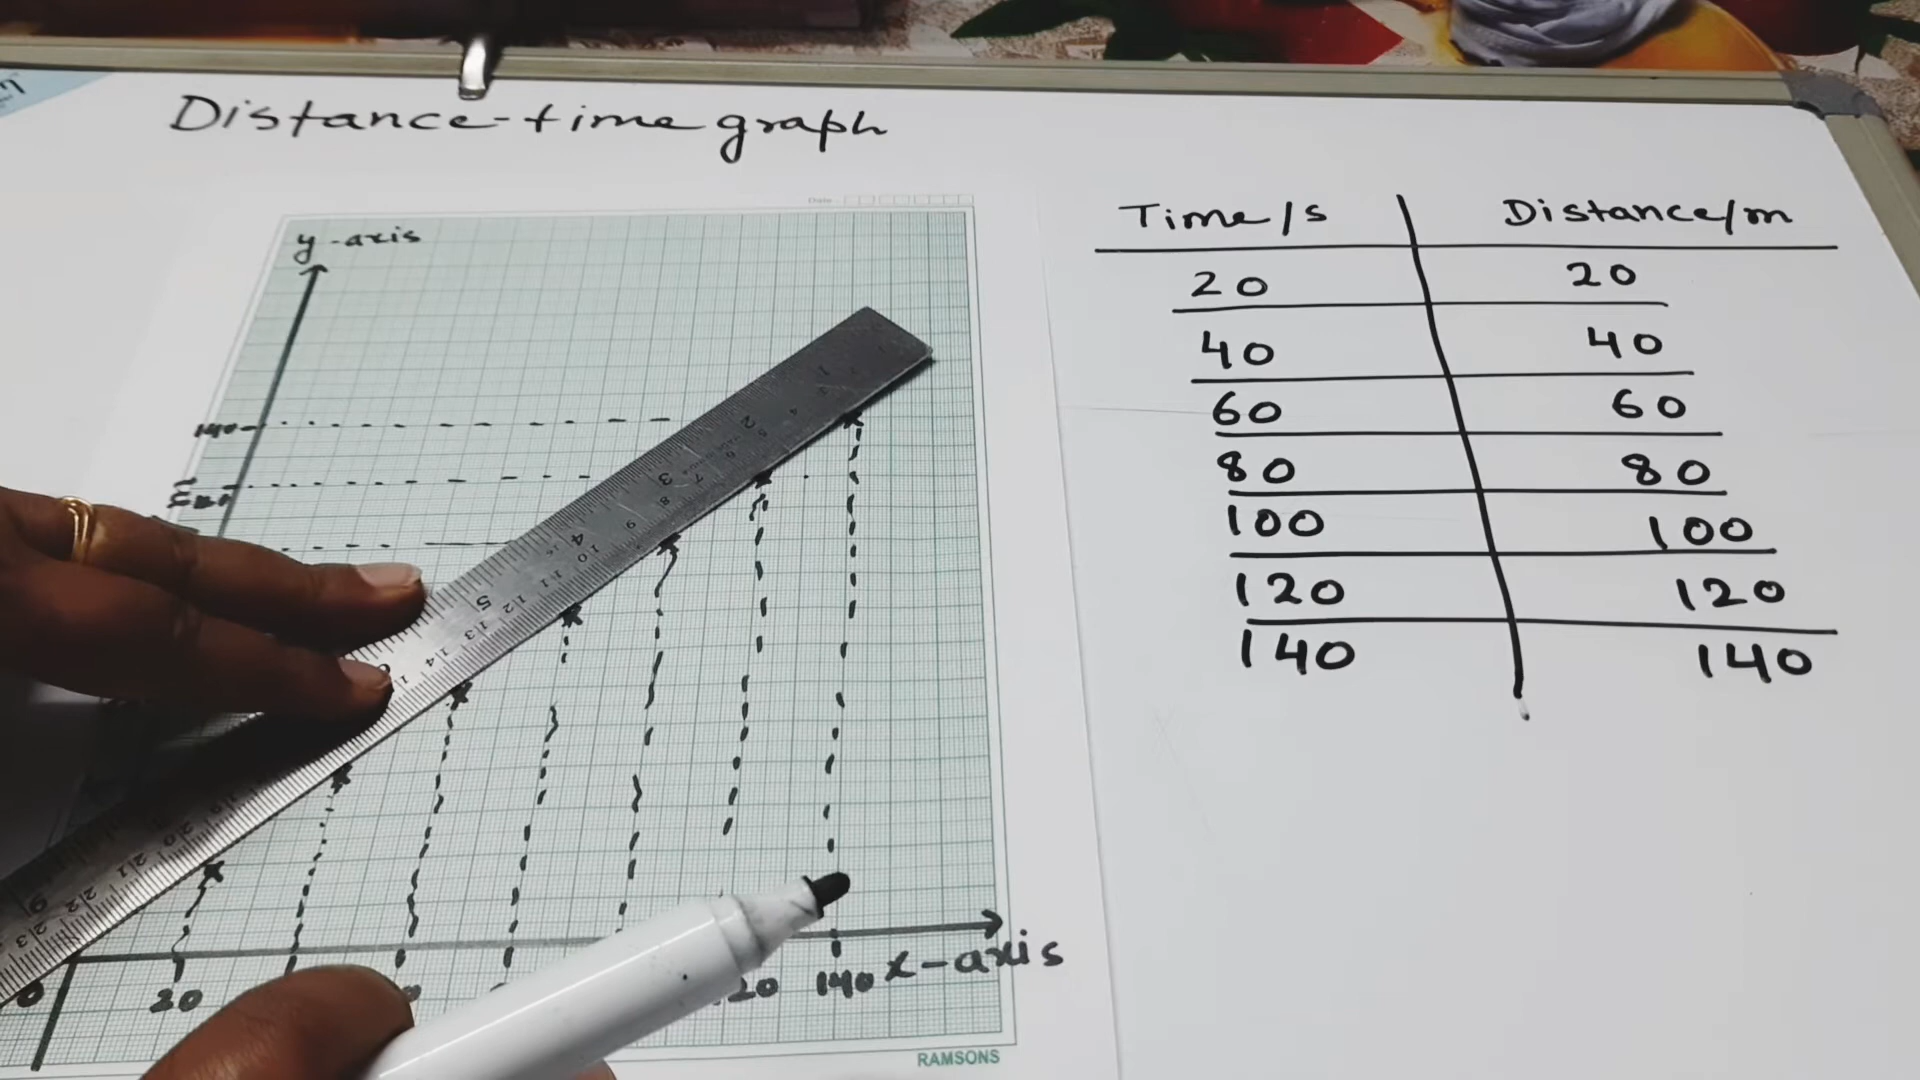 Distance-time graph
Time/s Distance/m
20 20
40 40
60 60
80 80
100 100
120 120
140 140
y-axis
140
0 20 140 x-axis
RAMSONS